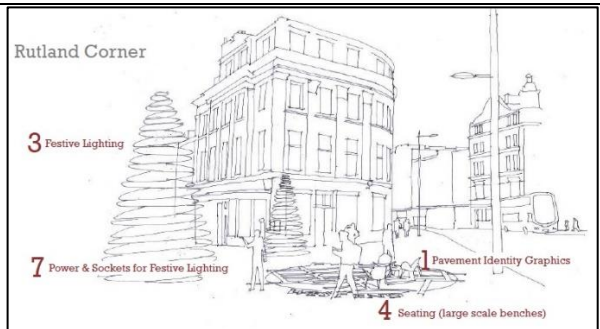 Rutland Corner
3 Festive Lighting
7 Power & Sockets for Festive Lighting
1 Pavement Identity Graphics
4 Seating (large scale benches)